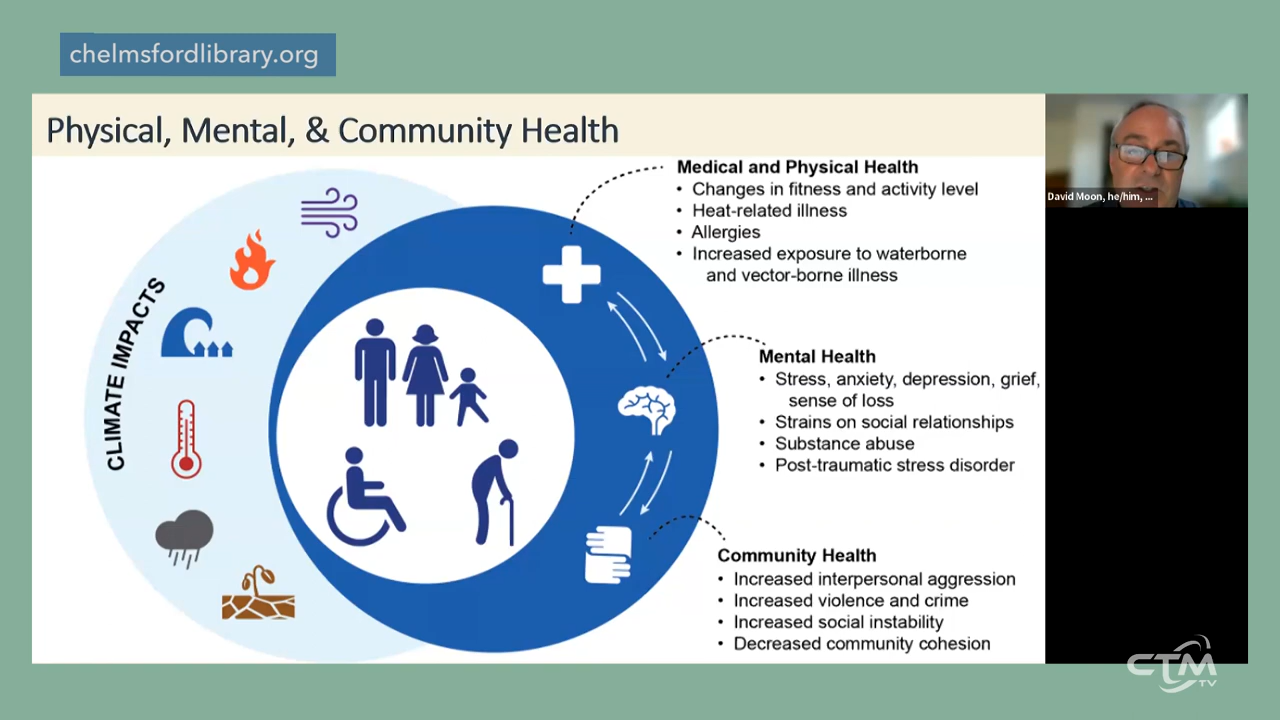 chelmsfordlibrary.org
Physical, Mental, & Community Health
CLIMATE IMPACTS
Medical and Physical Health
• Changes in fitness and activity level
• Heat-related illness
• Allergies
• Increased exposure to waterborne
and vector-borne illness
Mental Health
• Stress, anxiety, depression, grief,
sense of loss
• Strains on social relationships
• Substance abuse
• Post-traumatic stress disorder
Community Health
• Increased interpersonal aggression
• Increased violence and crime
• Increased social instability
• Decreased community cohesion
David Moon, he/him, ...
CTM
TV